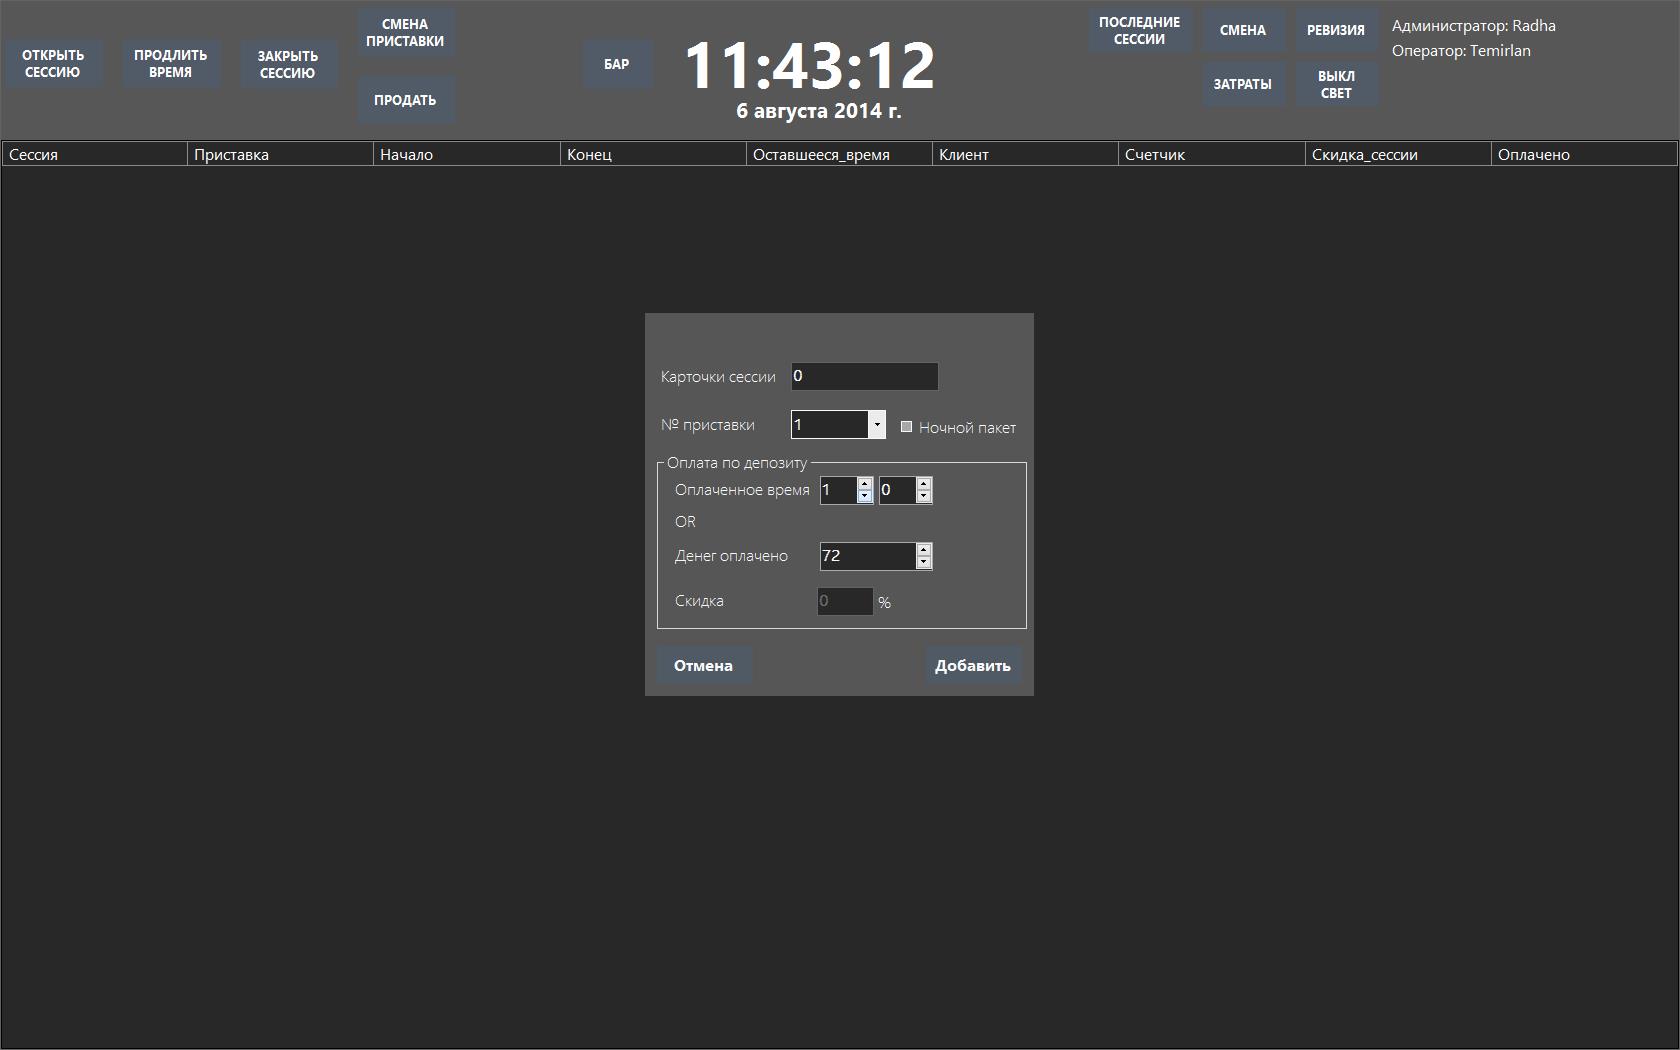 ОТКРЫТЬ
СЕССИЮ
ПРОДЛИТЬ
ВРЕМЯ
ЗАКРЫТЬ
СЕССИЮ
СМЕНА
ПРИСТАВКИ
ПРОДАТЬ
БАР
11:43:12
6 августа 2014 г.
ПОСЛЕДНИЕ
СЕССИИ
СМЕНА
РЕВИЗИЯ
ЗАТРАТЫ
ВЫКЛ
СВЕТ
Администратор: Radha
Оператор: Temirlan
Сессия Приставка Начало Конец Оставшееся_время Клиент Счетчик Скидка_сессии Оплачено
Карточки сессии 0
№ приставки 1 Ночной пакет
Оплата по депозиту
Оплаченное время 1 0
OR
Денег оплачено 72
Скидка 0 %
Отмена Добавить